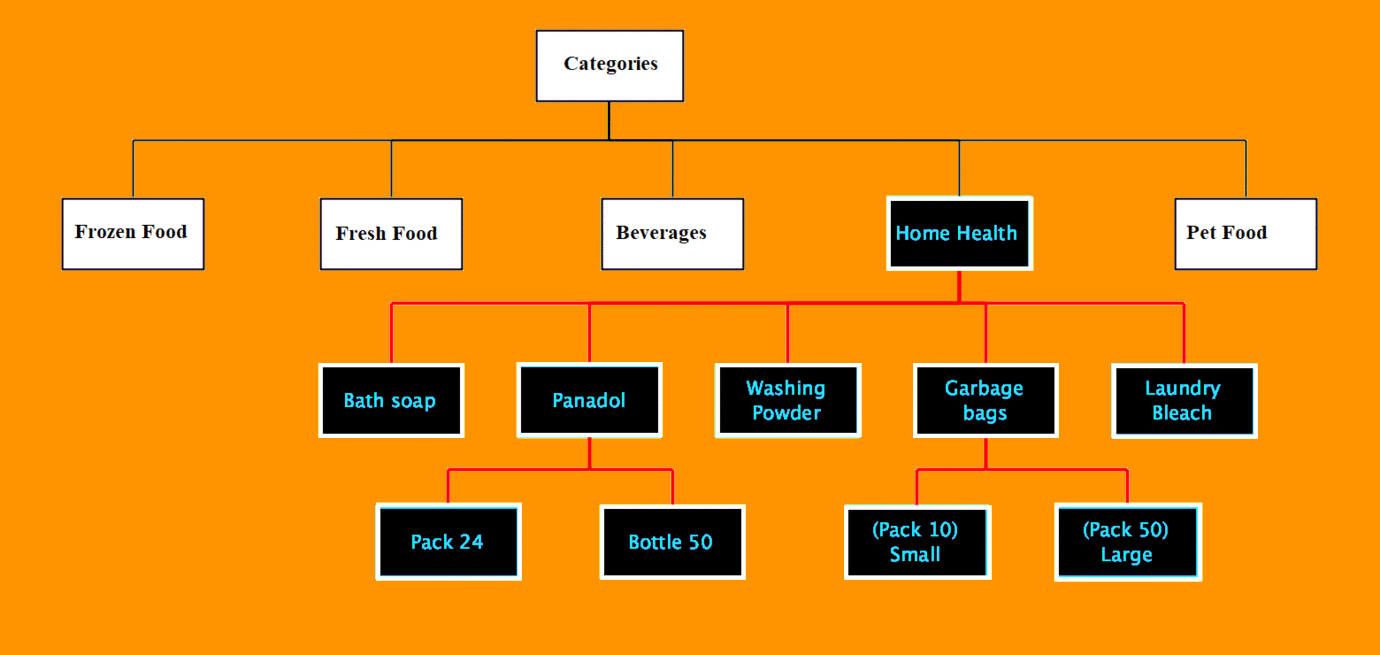 Categories
Frozen Food
Fresh Food
Beverages
Home Health
Pet Food
Bath soap
Panadol
Washing
Powder
Garbage
bags
Laundry
Bleach
Pack 24
Bottle 50
(Pack 10)
Small
(Pack 50)
Large